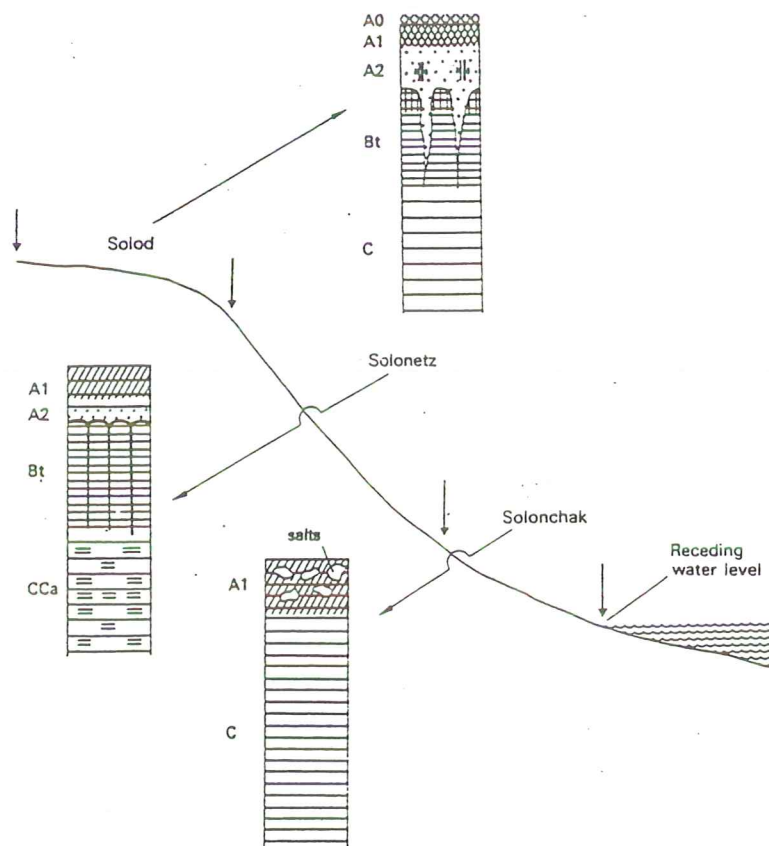 A0
A1
A2
Bt
C
Solod
Solonetz
A1
A2
Bt
CCa
Solonchak
salts
A1
C
Receding
water level